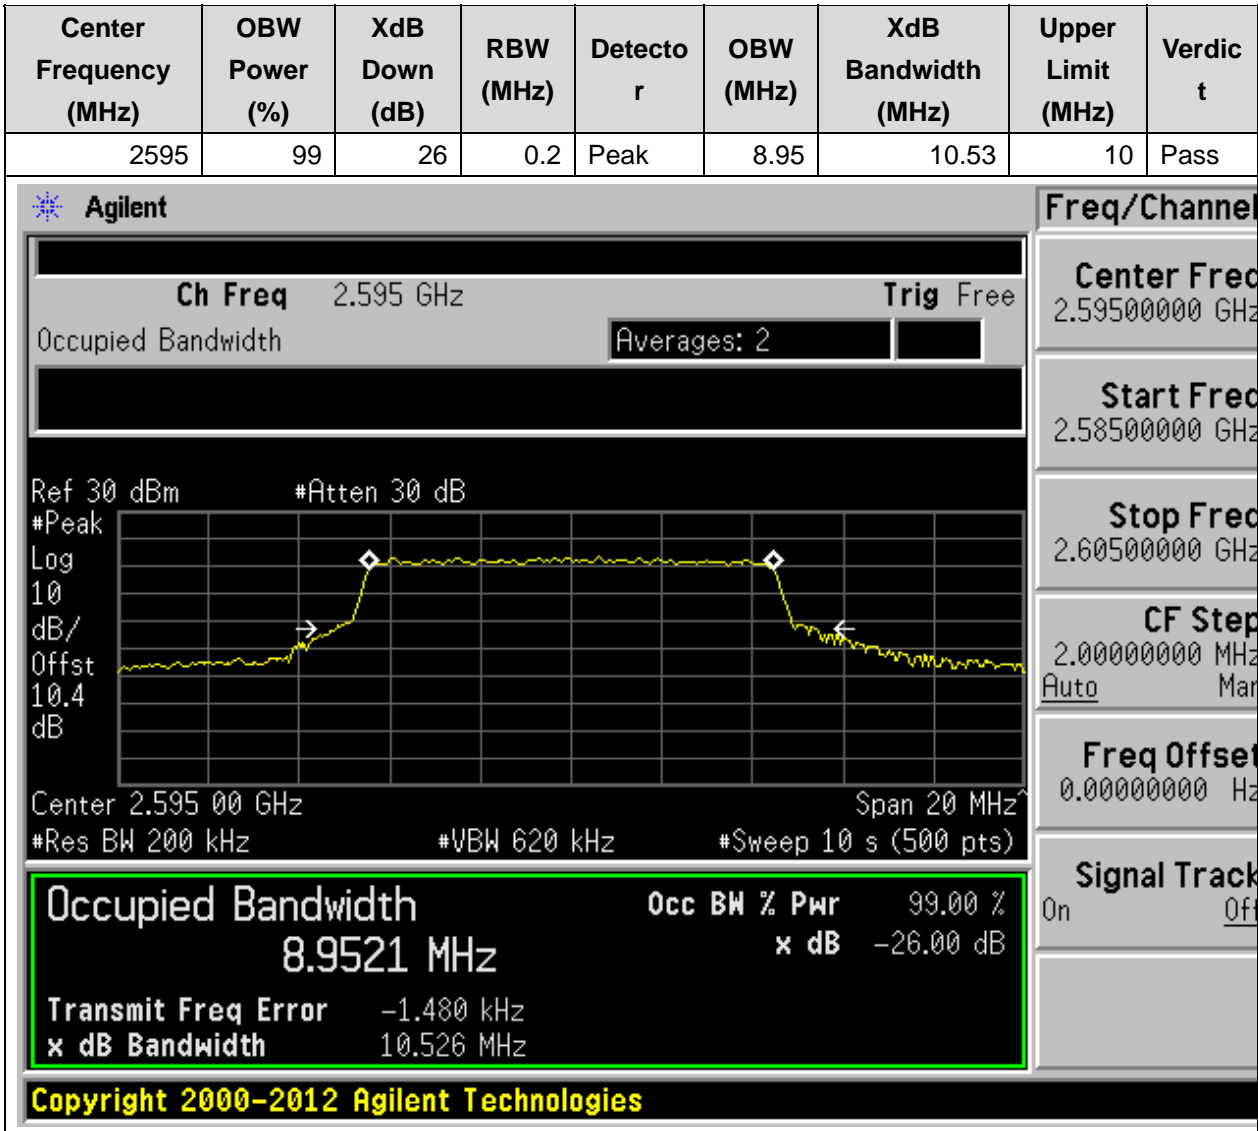 Center Frequency (MHz) OBW Power (%) XdB Down (dB) RBW (MHz) Detecto r OBW (MHz) XdB Bandwidth (MHz) Upper Limit (MHz) Verdic t
2595 99 26 0.2 Peak 8.95 10.53 10 Pass
Agilent
Ch Freq 2.595 GHz Trig Free
Occupied Bandwidth Averages: 2
Ref 30 dBm #Atten 30 dB
#Peak
Log
10
dB/
Offst
10.4
dB
Center 2.595 00 GHz Span 20 MHz^
#Res BW 200 kHz #VBW 620 kHz #Sweep 10 s (500 pts)
Occupied Bandwidth Occ BW % Pwr 99.00 %
8.9521 MHz x dB -26.00 dB
Transmit Freq Error -1.480 kHz
x dB Bandwidth 10.526 MHz
Copyright 2000-2012 Agilent Technologies
Freq/Channel
Center Freq
2.59500000 GHz
Start Freq
2.58500000 GHz
Stop Freq
2.60500000 GHz
CF Step
2.00000000 MHz
Auto Man
Freq Offset
0.00000000 Hz
Signal Track
On Off